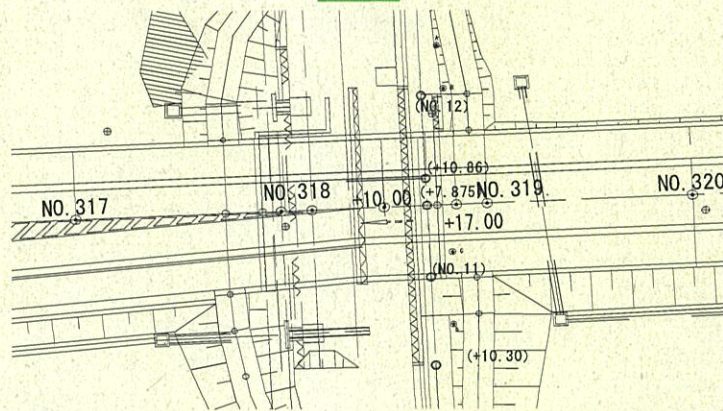 (NO. 12)
(+10.86)
NO. 317
NO. 318
+10.00
(+7.875)
NO. 319
NO. 320
+17.00
(NO. 11)
(+10.30)